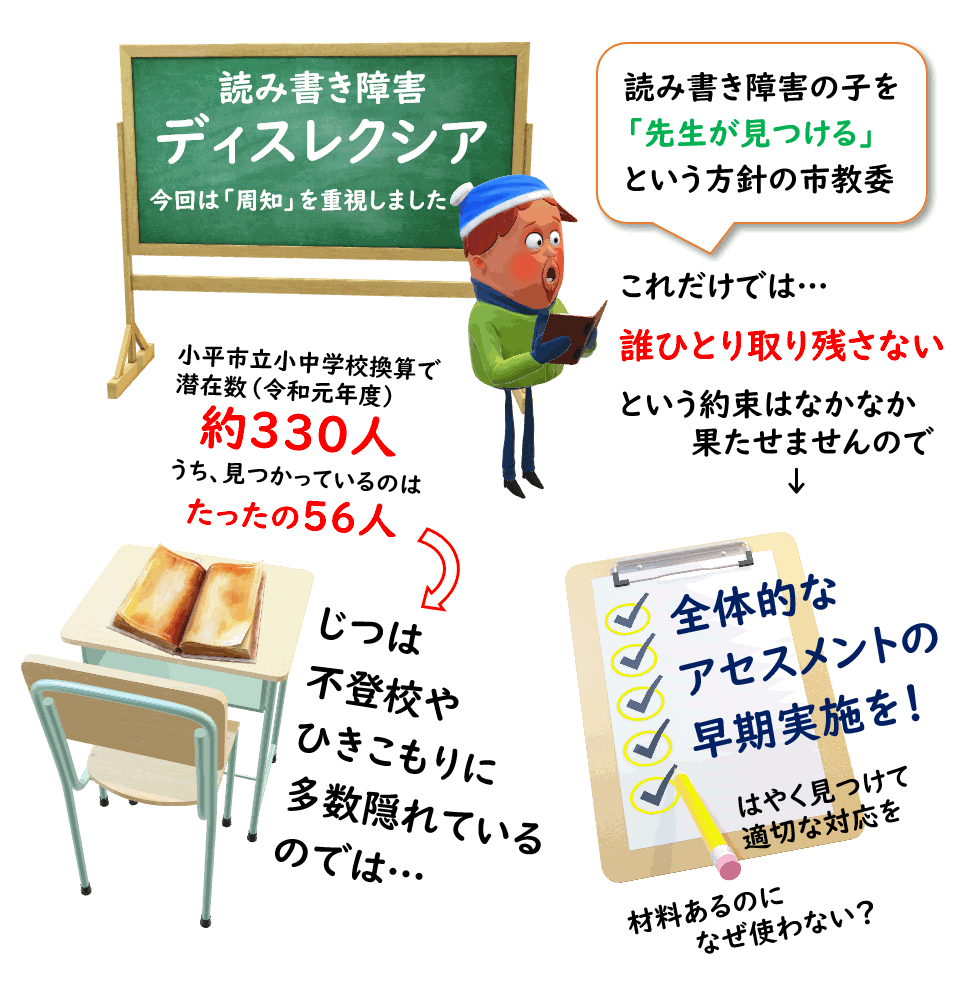 読み書き障害
ディスレクシア
今回は「周知」を重視しました
読み書き障害の子を
「先生が見つける」
という方針の市教委
これだけでは…
誰ひとり取り残さない
という約束はなかなか
果たせませんので
↓
小平市立小中学校換算で
潜在数（令和元年度）
約330人
うち、見つかっているのは
たったの56人
じつは
不登校や
ひきこもりに
多数隠れている
のでは…
全体的な
アセスメントの
早期実施を！
はやく見つけて
適切な対応を
材料あるのに
なぜ使わない？